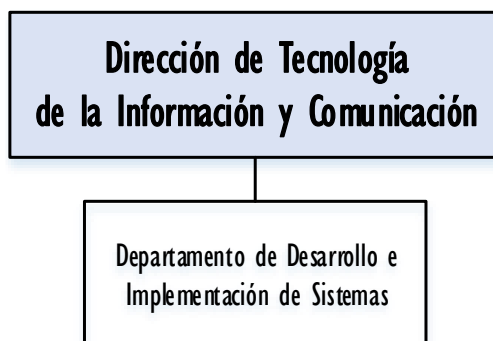 Dirección de Tecnología
de la Información y Comunicación
Departamento de Desarrollo e
Implementación de Sistemas